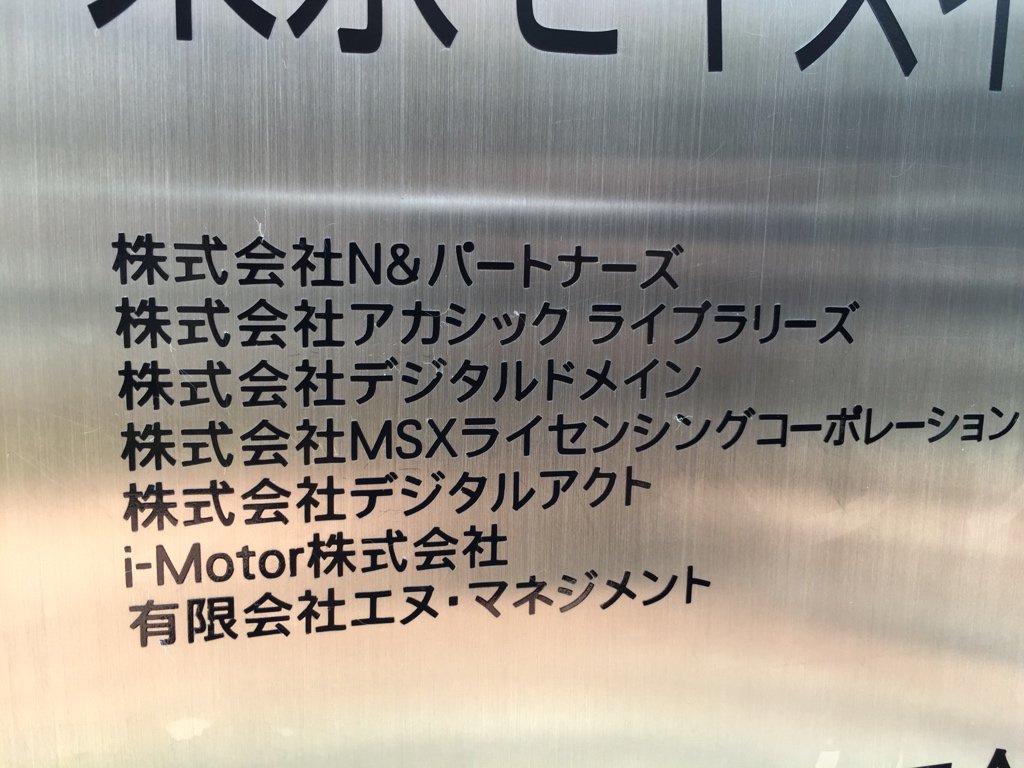 株式会社N&パートナーズ
株式会社アカシック ライブラリーズ
株式会社デジタルドメイン
株式会社MSXライセンシングコーポレーション
株式会社デジタルアクト
i-Motor株式会社
有限会社エヌ・マネジメント